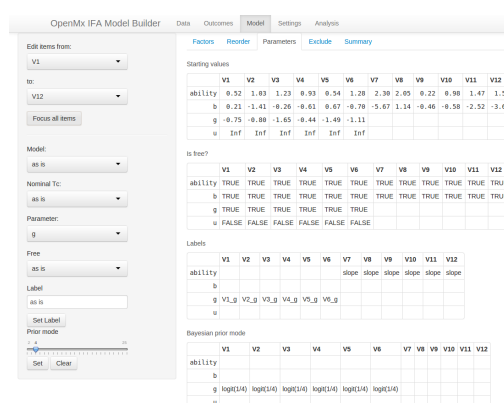 OpenMx IFA Model Builder Data Outcomes Model Settings Analysis
Edit items from:
V1
to:
V12
Focus all items
Model:
as is
Nominal Tc:
as is
Parameter:
g
Free
as is
Label
as is
Set Label
Prior mode
Set Clear
Factors Reorder Parameters Exclude Summary
Starting values
V1 V2 V3 V4 V5 V6 V7 V8 V9 V10 V11 V12
ability 0.52 1.03 1.23 0.93 0.54 1.28 2.30 2.05 0.22 0.98 1.47 1.5
b 0.21 -1.41 -0.26 -0.61 0.67 -0.70 -5.67 1.14 -0.46 -0.58 -2.52 -3.6
g -0.75 -0.80 -1.65 -0.44 -1.49 -1.11
u Inf Inf Inf Inf Inf Inf
Is free?
V1 V2 V3 V4 V5 V6 V7 V8 V9 V10 V11 V12
ability TRUE TRUE TRUE TRUE TRUE TRUE TRUE TRUE TRUE TRUE TRUE TRUE
b TRUE TRUE TRUE TRUE TRUE TRUE TRUE TRUE TRUE TRUE TRUE TRUE
g TRUE TRUE TRUE TRUE TRUE TRUE
u FALSE FALSE FALSE FALSE FALSE FALSE
Labels
V1 V2 V3 V4 V5 V6 V7 V8 V9 V10 V11 V12
ability slope slope slope slope slope slope
b
g V1_g V2_g V3_g V4_g V5_g V6_g
u
Bayesian prior mode
V1 V2 V3 V4 V5 V6 V7 V8 V9 V10 V11 V12
ability
b
g logit(1/4) logit(1/4) logit(1/4) logit(1/4) logit(1/4) logit(1/4)
u